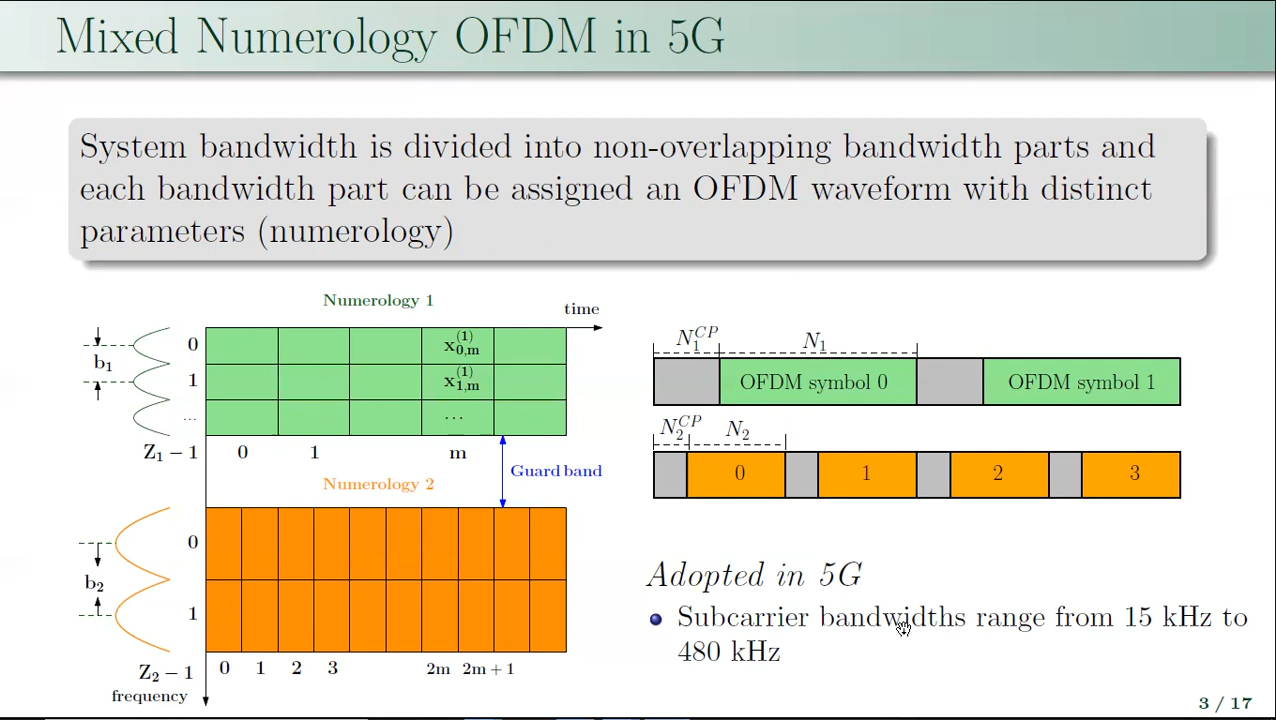 Mixed Numerology OFDM in 5G
System bandwidth is divided into non-overlapping bandwidth parts and
each bandwidth part can be assigned an OFDM waveform with distinct
parameters (numerology)
Numerology 1
time
b₁
0
1
...
Z₁ − 1
x⁽¹⁾₀,ₘ
x⁽¹⁾₁,ₘ
...
0 1 m
Guard band
Numerology 2
b₂
0
1
Z₂ − 1
0 1 2 3 2m 2m + 1
frequency
N₁ᶜᴾ N₁
OFDM symbol 0 OFDM symbol 1
N₂ᶜᴾ N₂
0 1 2 3
Adopted in 5G
Subcarrier bandwidths range from 15 kHz to
480 kHz
3 / 17